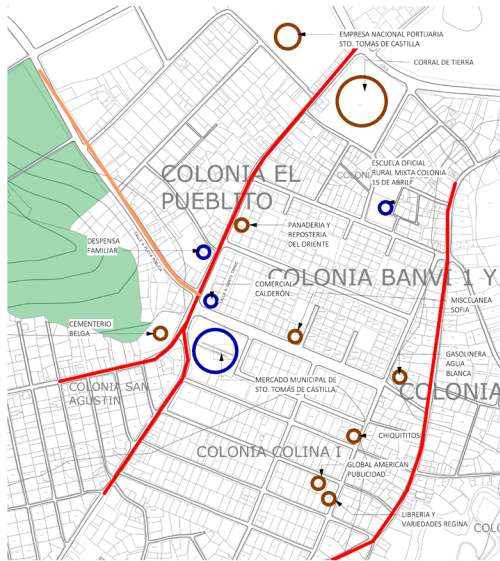 EMPRESA NACIONAL PORTUARIA
STO. TOMAS DE CASTILLA
CORRAL DE TIERRA
ESCUELA OFICIAL
RURAL MIXTA COLONIA
15 DE ABRIL
COLONIA EL
PUEBLITO
COLONIA
PANADERIA Y
REPOSTERIA
DEL ORIENTE
DESPENSA
FAMILIAR
COLONIA BANVI 1 Y
COMERCIAL
CALDERÓN
MISCELANEA
SOFIA
CEMENTERIO
BELGA
GASOLINERA
AGUA
BLANCA
COLONIA SAN
AGUSTIN
MERCADO MUNICIPAL DE
STO. TOMÁS DE CASTILLA
COLONIA
CHIQUITITOS
COLONIA COLINA I
GLOBAL AMERICAN
PUBLICIDAD
LIBRERIA Y
VARIEDADES REGINA
COLO